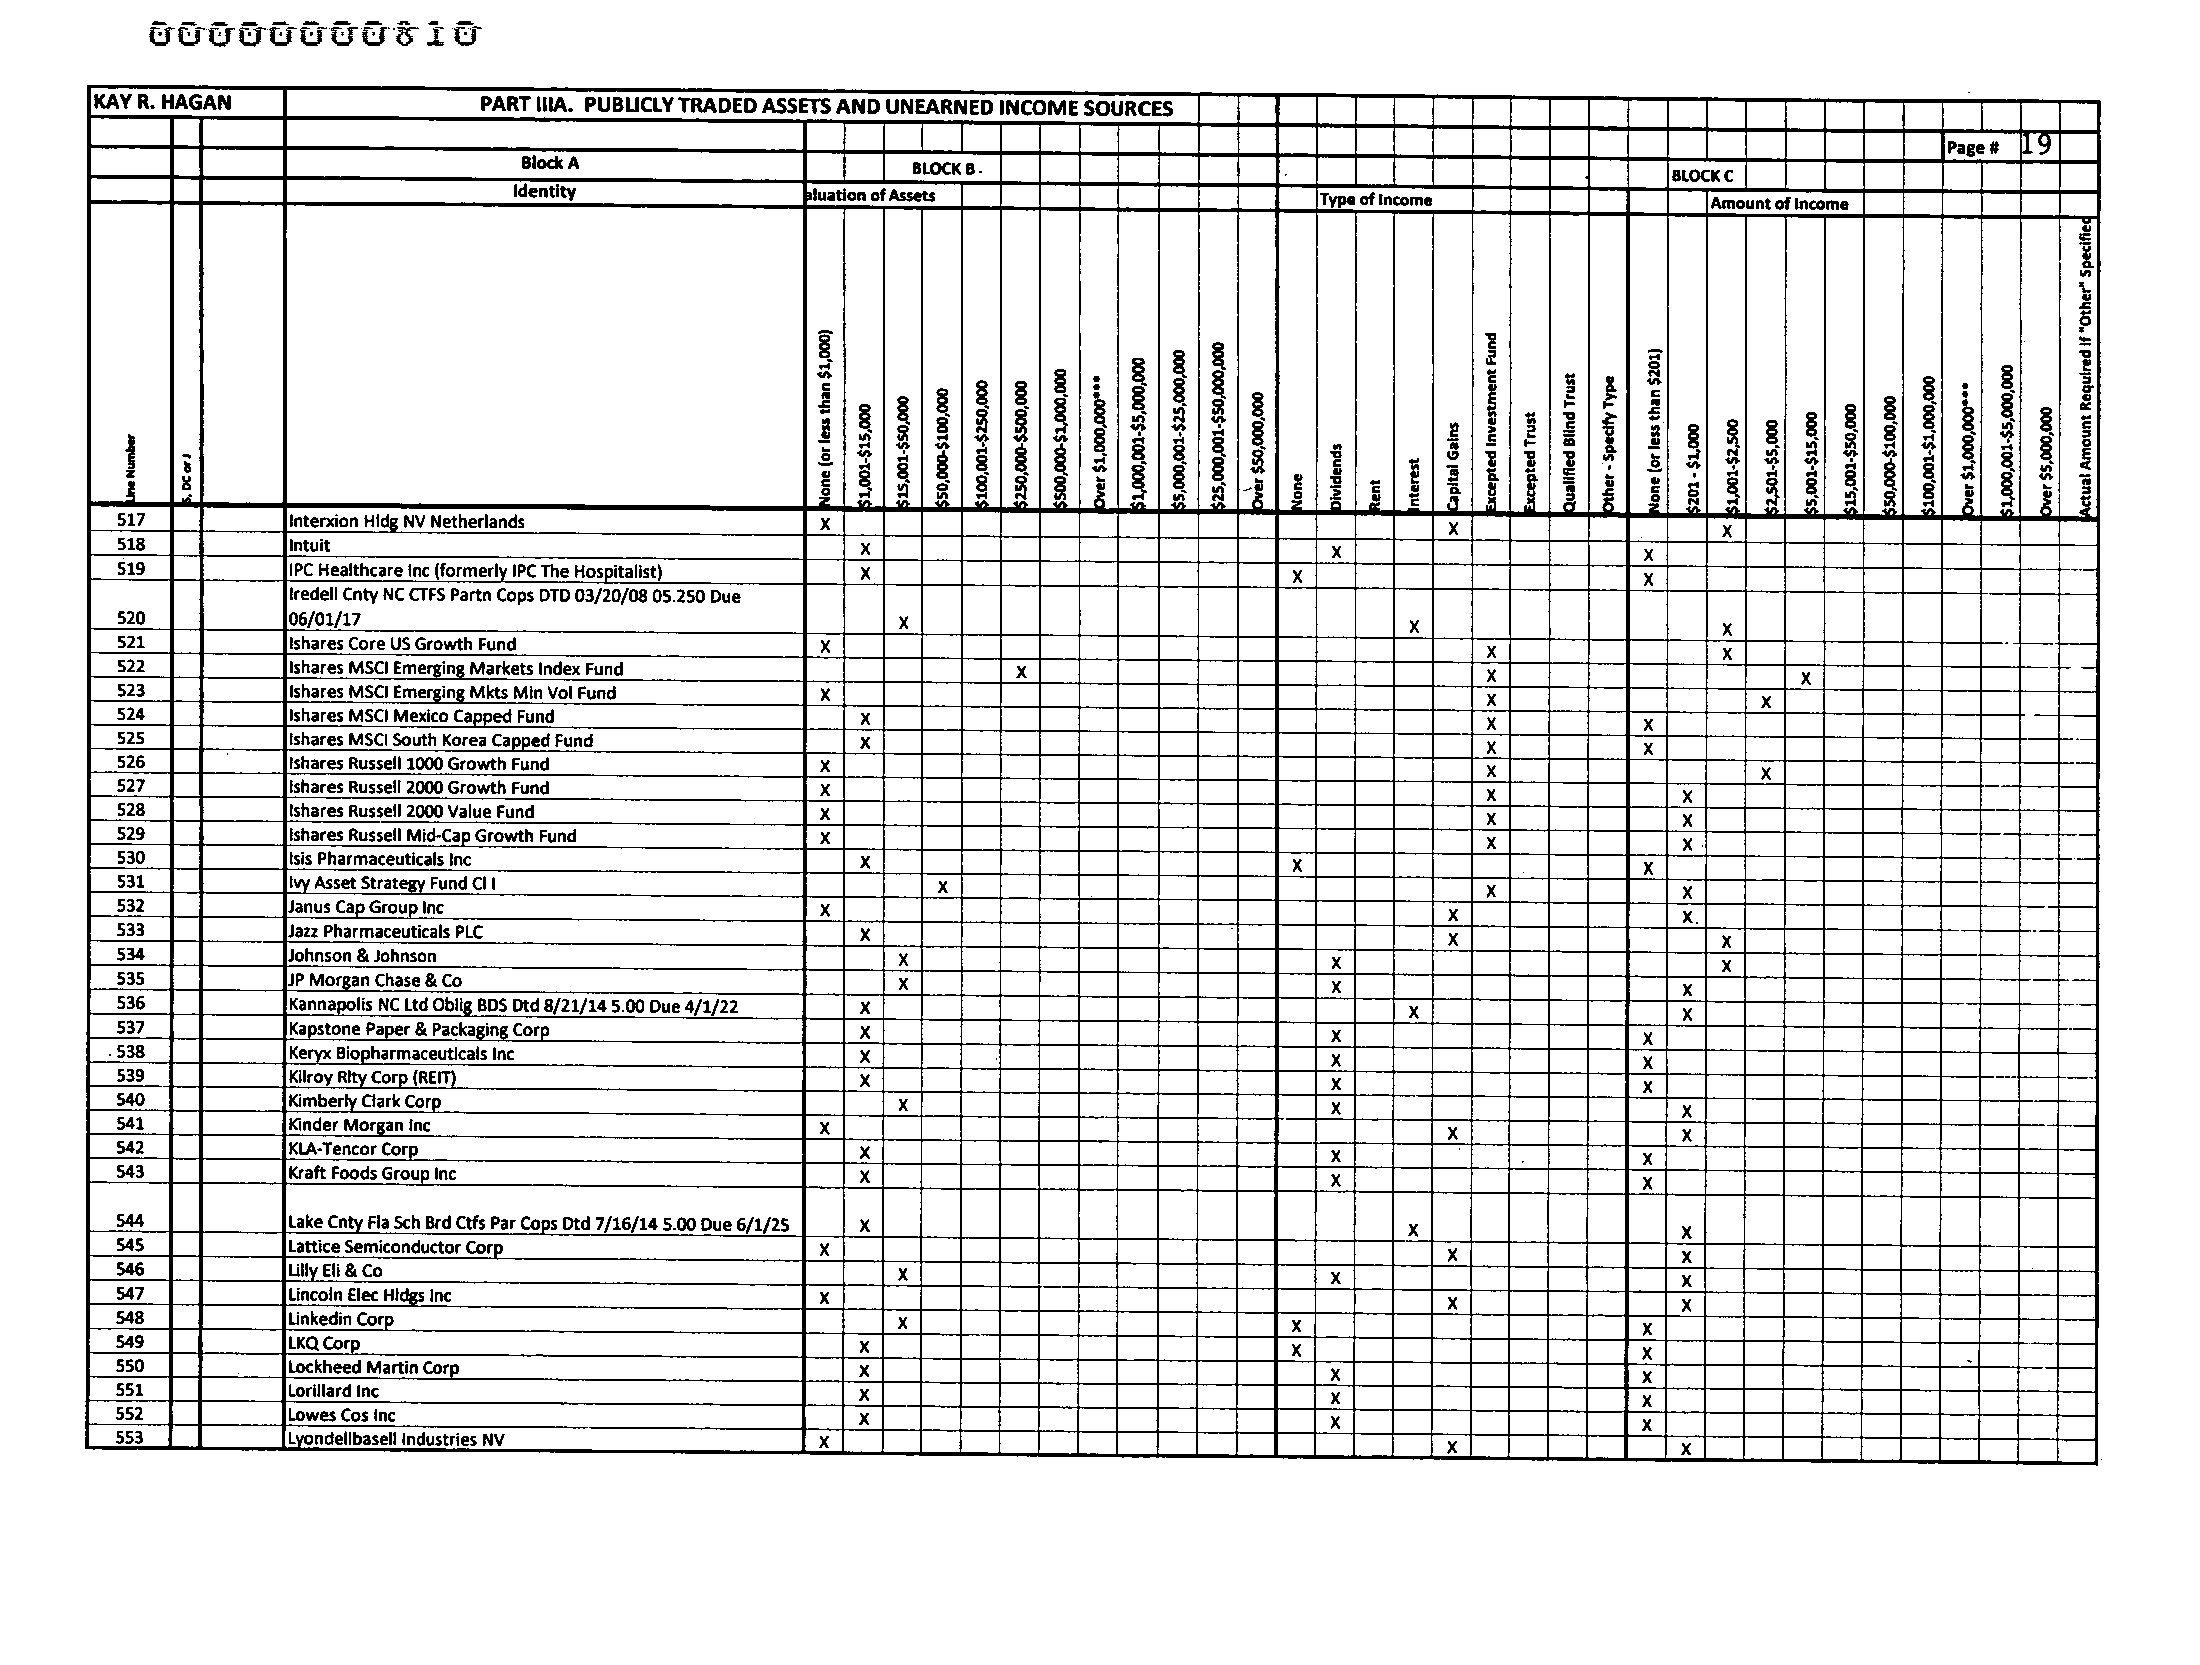 000000000810
KAY R. HAGAN PART IIIA. PUBLICLY TRADED ASSETS AND UNEARNED INCOME SOURCES
Page # 19
Block A BLOCK B. BLOCK C
Identity aluation of Assets Type of Income Amount of Income
Line Number
S, DC or J
None (or less than $1,000)
$1,001-$15,000
$15,001-$50,000
$50,000-$100,000
$100,001-$250,000
$250,000-$500,000
$500,000-$1,000,000
Over $1,000,000***
$1,000,001-$5,000,000
$5,000,001-$25,000,000
$25,000,001-$50,000,000
Over $50,000,000
None
Dividends
Rent
Interest
Capital Gains
Excepted Investment Fund
Excepted Trust
Qualified Blind Trust
Other - Specify Type
None (or less than $201)
$201 - $1,000
$1,001-$2,500
$2,501-$5,000
$5,001-$15,000
$15,001-$50,000
$50,000-$100,000
$100,001-$1,000,000
Over $1,000,000***
$1,000,001-$5,000,000
Over $5,000,000
Actual Amount Required if "Other" Specified
517 Interxion Hldg NV Netherlands X X X
518 Intuit X X X
519 IPC Healthcare Inc (formerly IPC The Hospitalist) X X X
Iredell Cnty NC CTFS Partn Cops DTD 03/20/08 05.250 Due
520 06/01/17 X X X
521 Ishares Core US Growth Fund X X X
522 Ishares MSCI Emerging Markets Index Fund X X X
523 Ishares MSCI Emerging Mkts Min Vol Fund X X X
524 Ishares MSCI Mexico Capped Fund X X X
525 Ishares MSCI South Korea Capped Fund X X X
526 Ishares Russell 1000 Growth Fund X X X
527 Ishares Russell 2000 Growth Fund X X X
528 Ishares Russell 2000 Value Fund X X X
529 Ishares Russell Mid-Cap Growth Fund X X X
530 Isis Pharmaceuticals Inc X X X
531 Ivy Asset Strategy Fund Cl I X X X
532 Janus Cap Group Inc X X X
533 Jazz Pharmaceuticals PLC X X X
534 Johnson & Johnson X X X
535 JP Morgan Chase & Co X X X
536 Kannapolis NC Ltd Oblig BDS Dtd 8/21/14 5.00 Due 4/1/22 X X X
537 Kapstone Paper & Packaging Corp X X X
538 Keryx Biopharmaceuticals Inc X X X
539 Kilroy Rlty Corp (REIT) X X X
540 Kimberly Clark Corp X X X
541 Kinder Morgan Inc X X X
542 KLA-Tencor Corp X X X
543 Kraft Foods Group Inc X X X
544 Lake Cnty Fla Sch Brd Ctfs Par Cops Dtd 7/16/14 5.00 Due 6/1/25 X X X
545 Lattice Semiconductor Corp X X X
546 Lilly Eli & Co X X X
547 Lincoln Elec Hldgs Inc X X X
548 Linkedin Corp X X X
549 LKQ Corp X X X
550 Lockheed Martin Corp X X X
551 Lorillard Inc X X X
552 Lowes Cos Inc X X X
553 Lyondellbasell Industries NV X X X